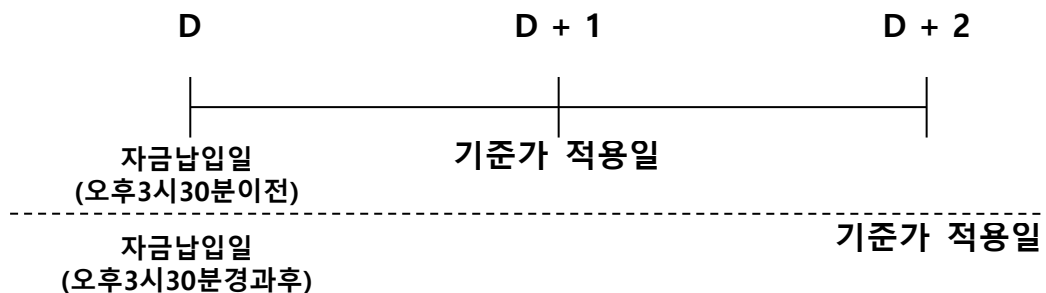 D D + 1 D + 2
자금납입일 기준가 적용일
(오후3시30분이전)
자금납입일 기준가 적용일
(오후3시30분경과후)